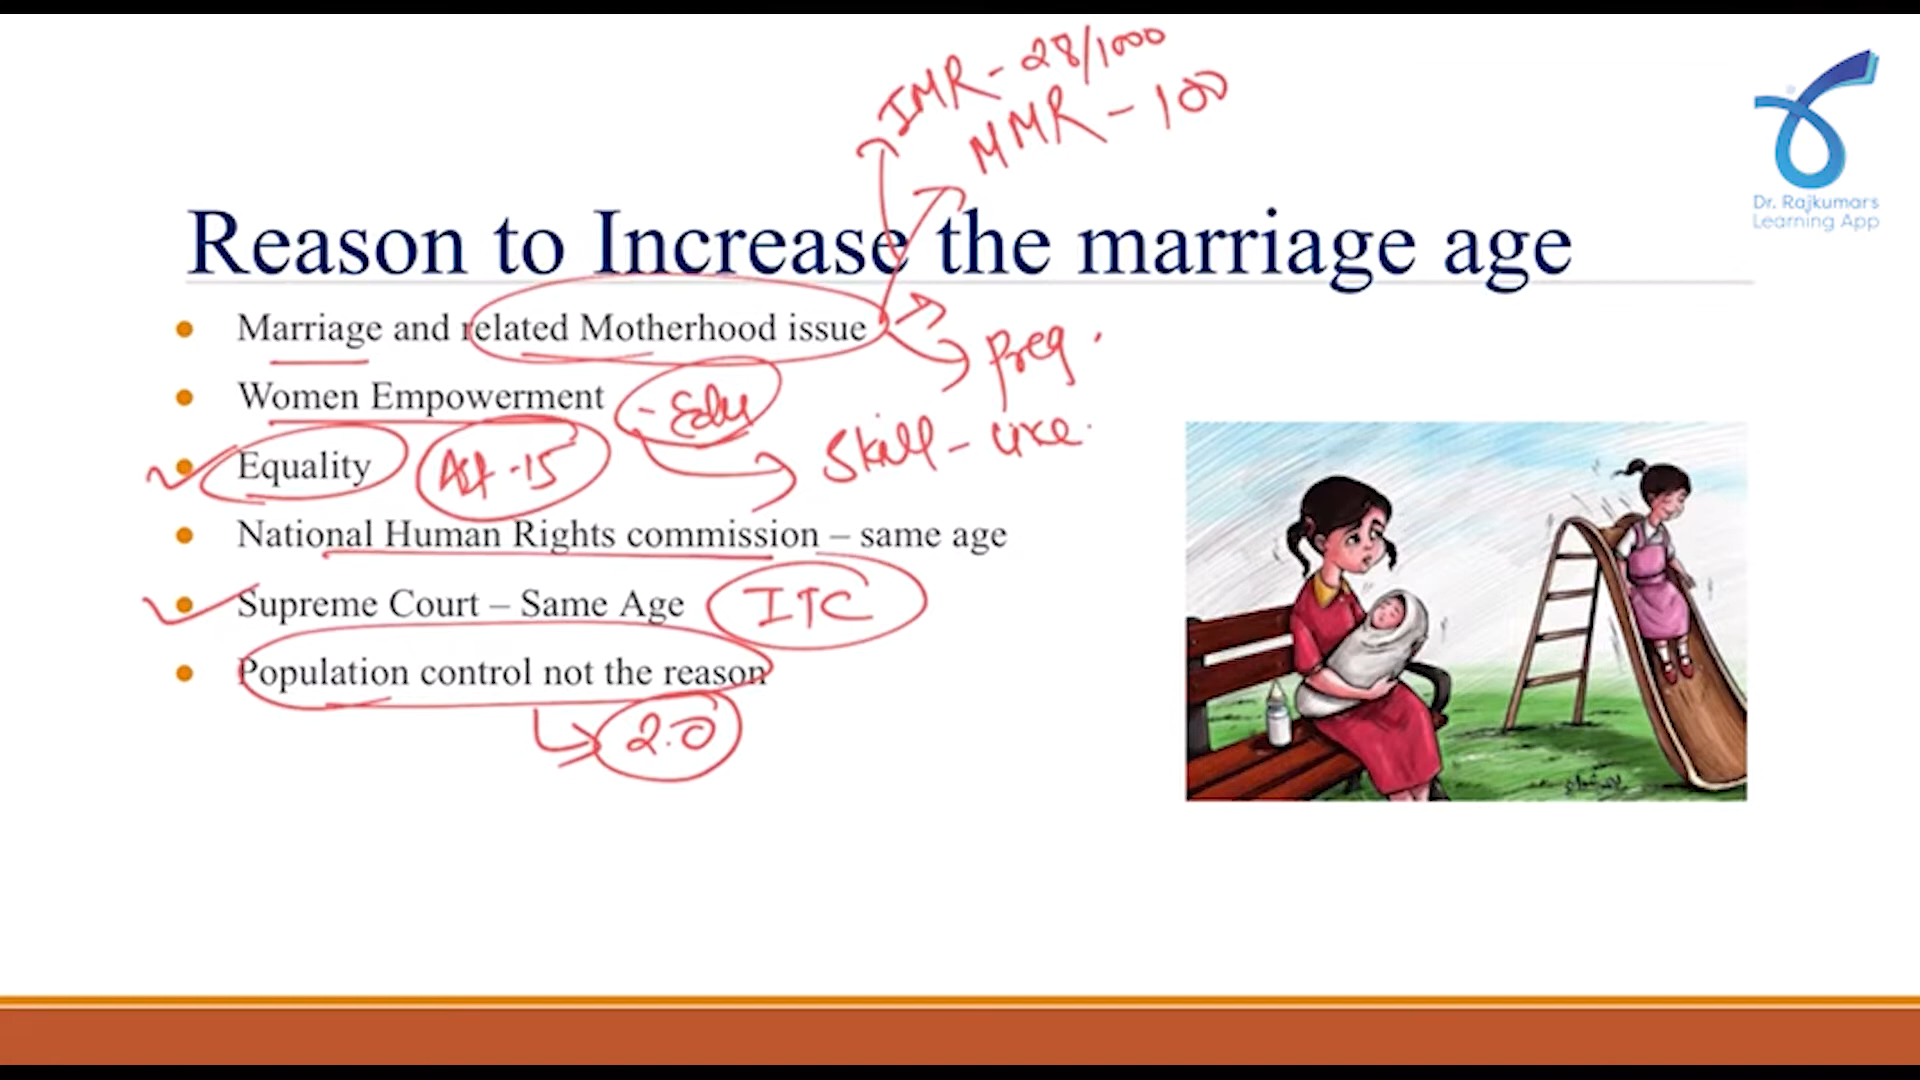 IMR - 28/1000
MMR - 100
Dr. Rajkumar's
Learning App
Reason to Increase the marriage age
Marriage and related Motherhood issue
Preg.
Women Empowerment - Edu
Skill -
Equality Art - 15
National Human Rights commission – same age
Supreme Court – Same Age
Population control not the reason
2.0